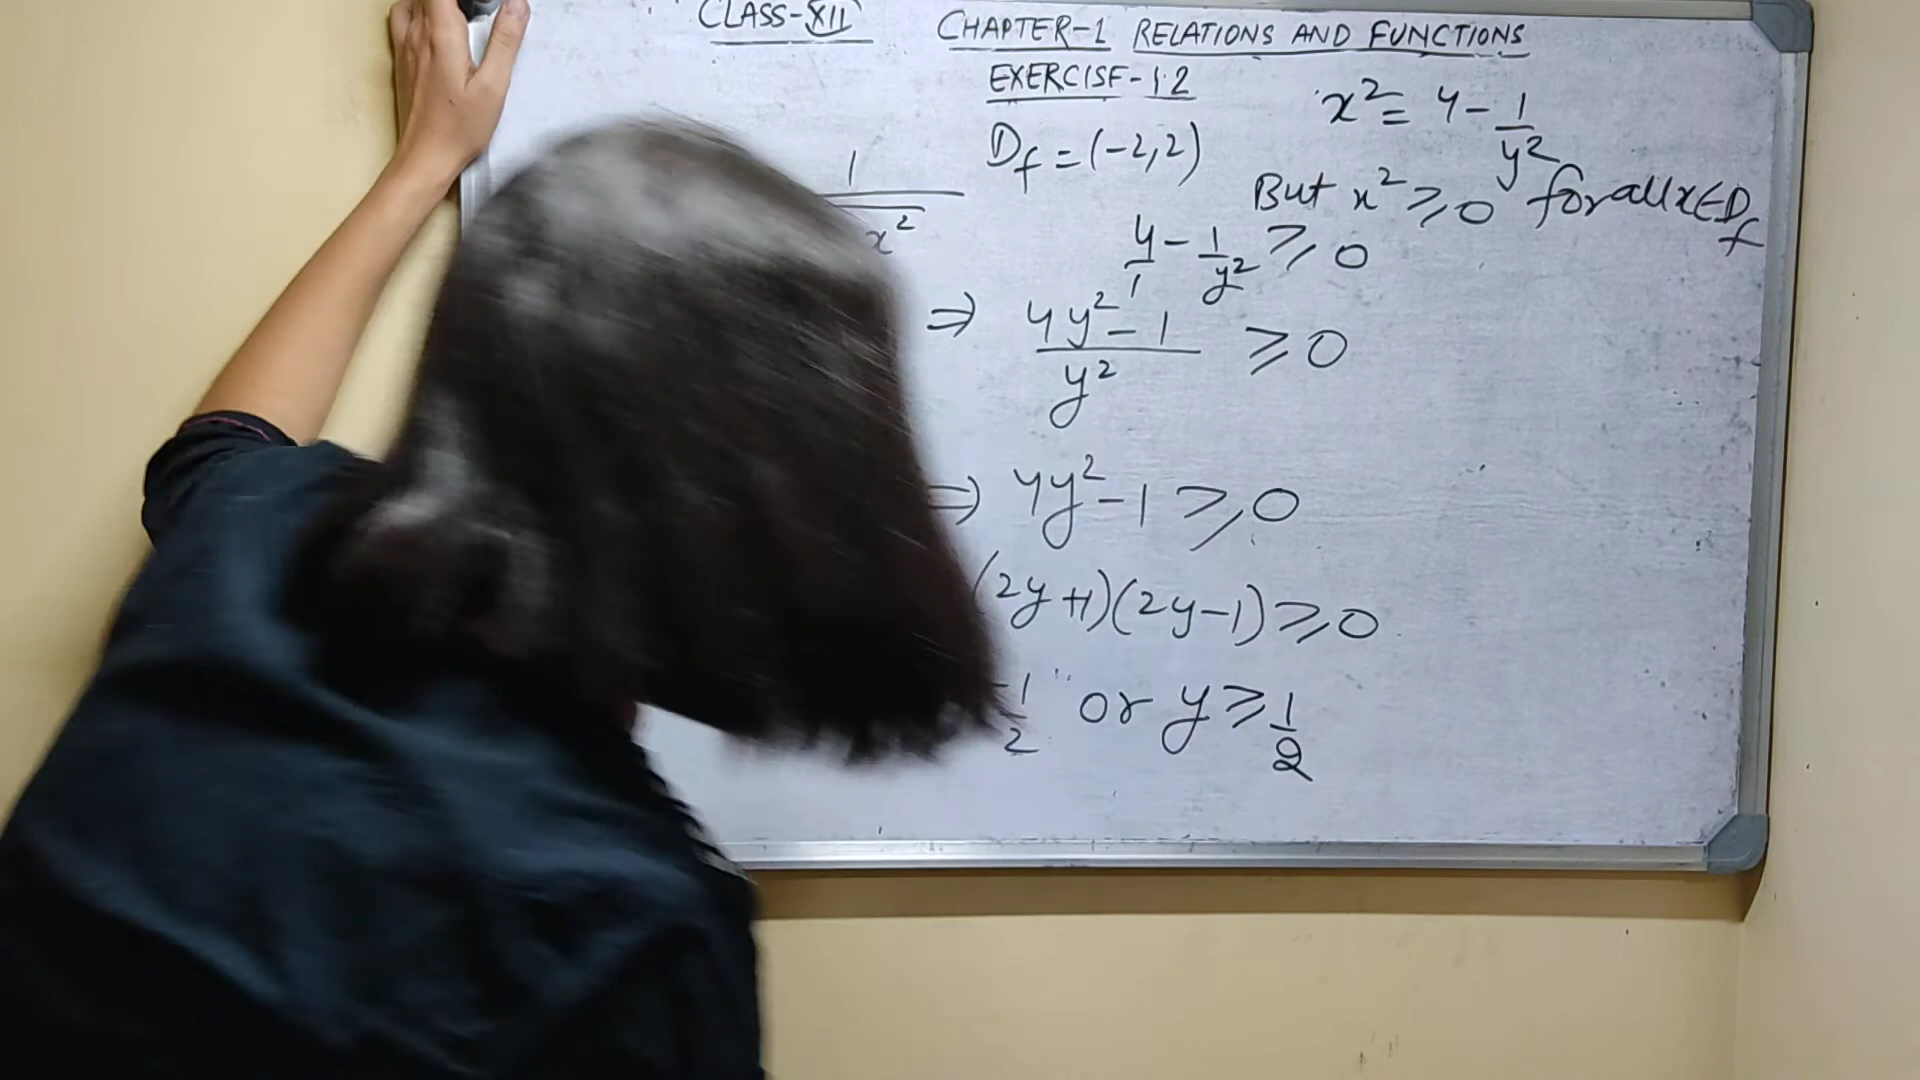 CLASS-XII CHAPTER-1 RELATIONS AND FUNCTIONS
EXERCISE-1.2
D_f = (-2,2)
1
x²
x² = 4 - 1/y²
But x² ≥ 0 for all x ∈ D_f
4/1 - 1/y² ≥ 0
⇒ (4y² - 1)/y² ≥ 0
⇒ 4y² - 1 ≥ 0
(2y+1)(2y-1) ≥ 0
-1/2 or y ≥ 1/2